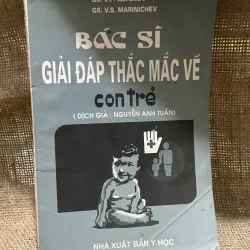 GS. V.S. MARINICHEV
BÁC SĨ
GIẢI ĐÁP THẮC MẮC VỀ
con trẻ
( DỊCH GIẢ : NGUYỄN ANH TUẤN )
NHÀ XUẤT BẢN Y HỌC